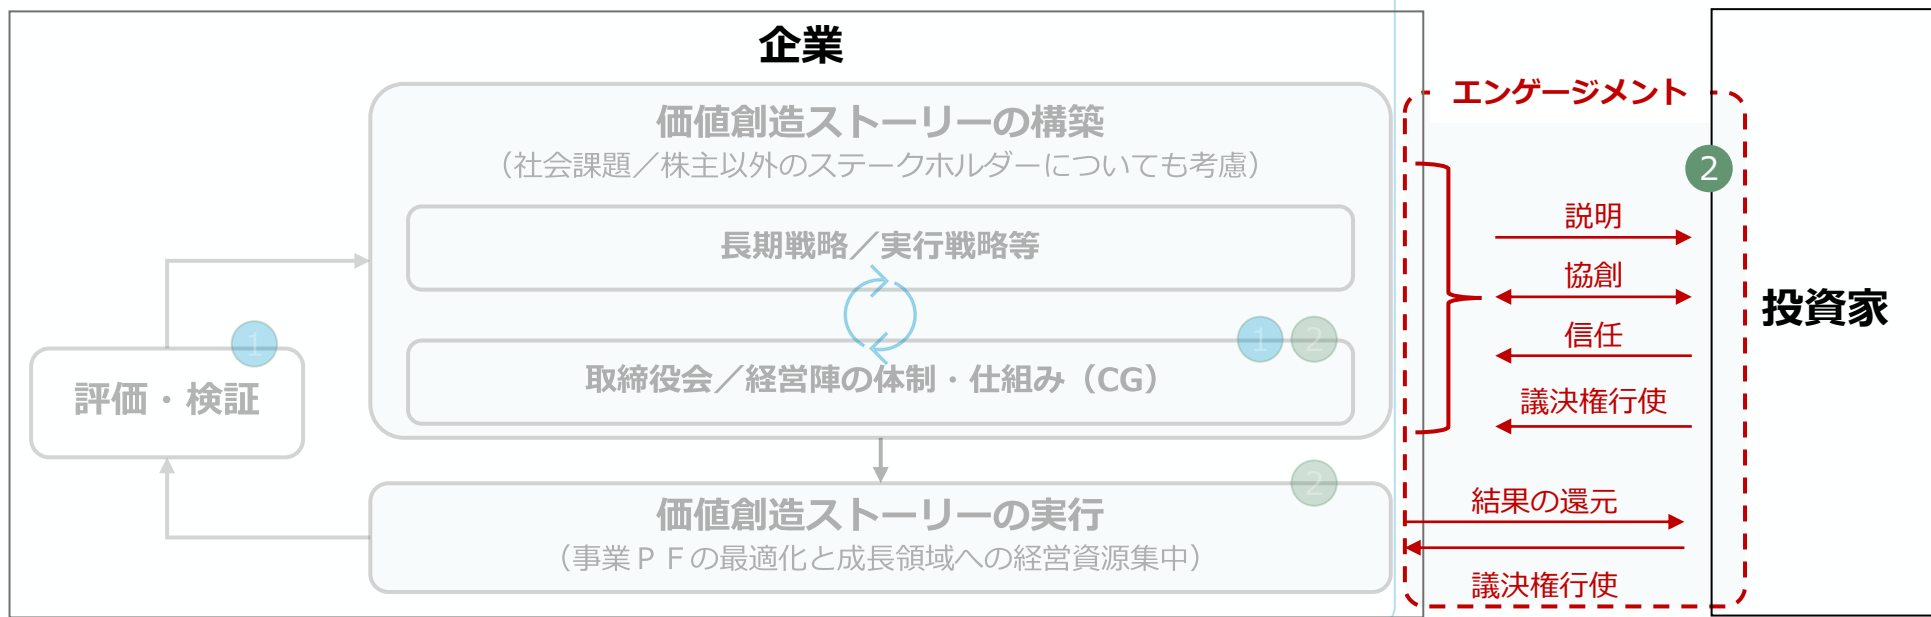 企業
エンゲージメント
価値創造ストーリーの構築
（社会課題／株主以外のステークホルダーについても考慮）
2
説明
長期戦略／実行戦略等
協創
投資家
信任
1
1
2
取締役会／経営陣の体制・仕組み（CG）
評価・検証
議決権行使
2
結果の還元
価値創造ストーリーの実行
（事業ＰＦの最適化と成長領域への経営資源集中）
議決権行使